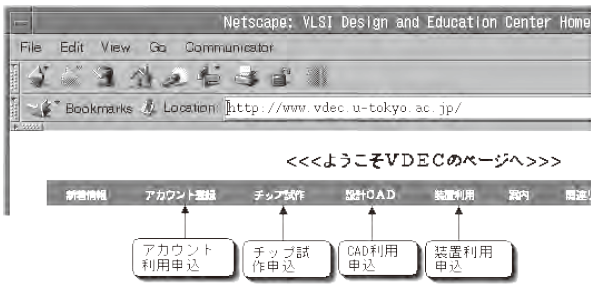 Netscape: VLSI Design and Education Center Home
File Edit View Go Communicator
Bookmarks Location: http://www.vdec.u-tokyo.ac.jp/
<<<ようこそVDECのページへ>>>
新着情報 アカウント登録 チップ試作 設計CAD 装置利用 案内 関連リ
アカウント
利用申込
チップ試
作申込
CAD利用
申込
装置利用
申込